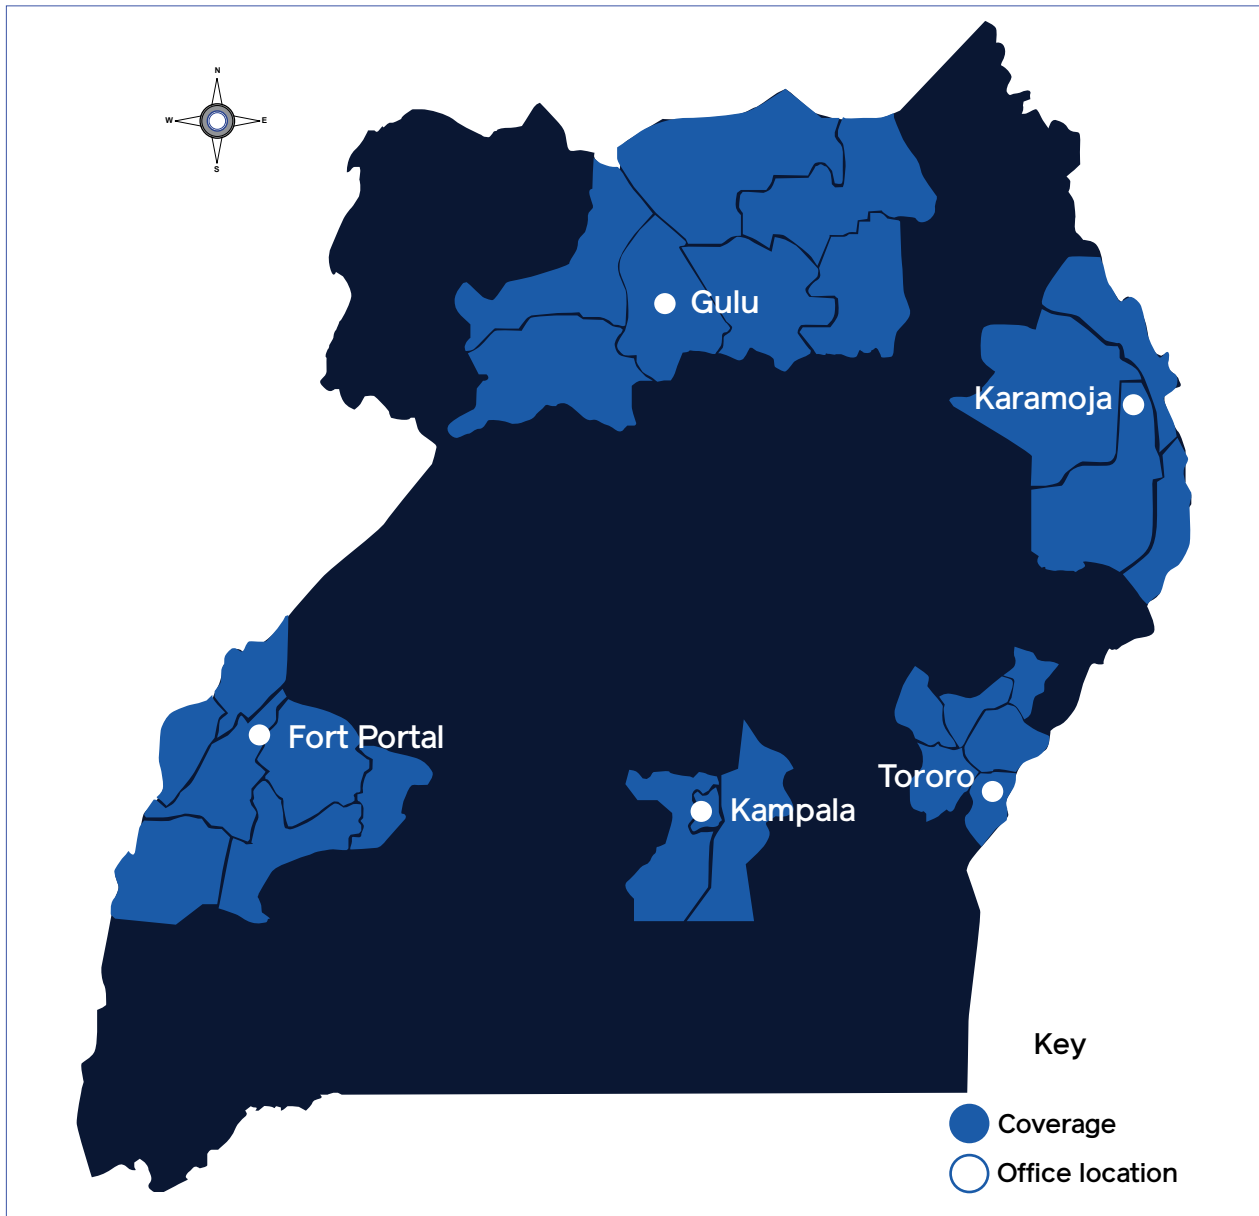 N
W
E
S
Gulu
Karamoja
Fort Portal
Tororo
Kampala
Key
Coverage
Office location